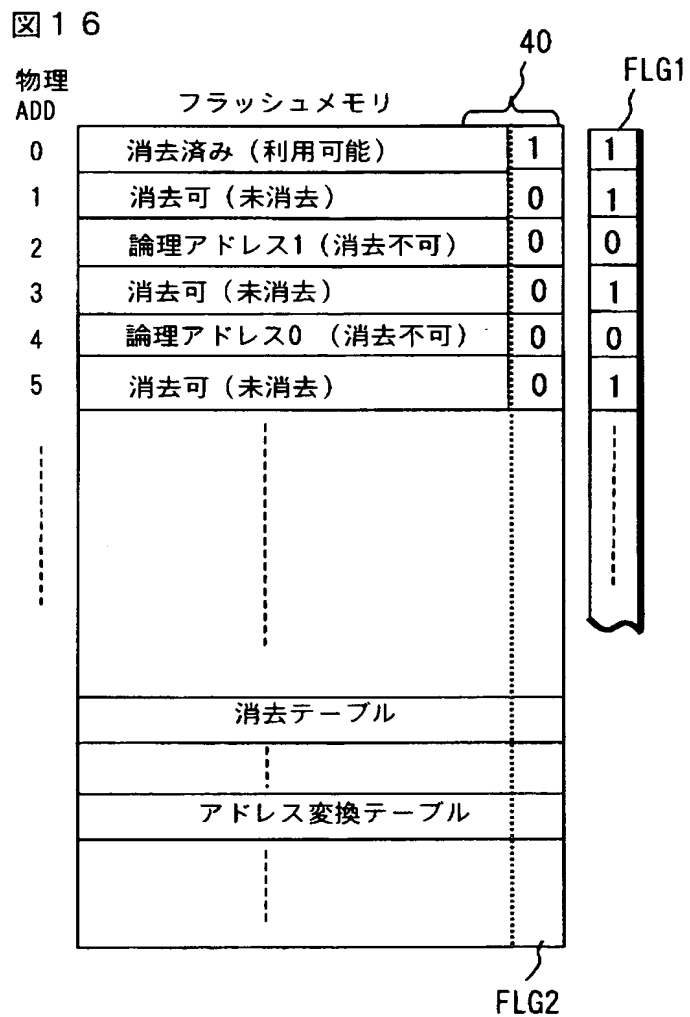 図16
40
FLG1
物理
ADD
フラッシュメモリ
0 消去済み (利用可能) 1 1
1 消去可 (未消去) 0 1
2 論理アドレス1 (消去不可) 0 0
3 消去可 (未消去) 0 1
4 論理アドレス0 (消去不可) 0 0
5 消去可 (未消去) 0 1
消去テーブル
アドレス変換テーブル
FLG2